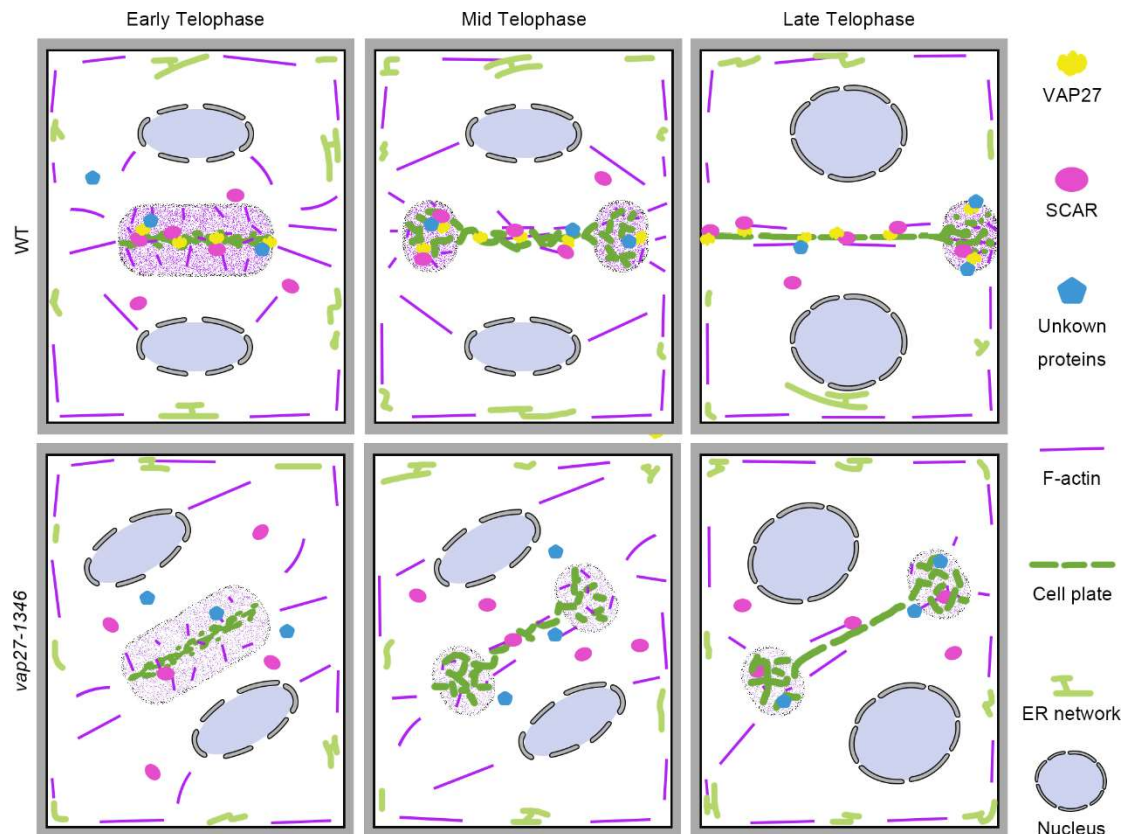 Early Telophase
Mid Telophase
Late Telophase
WT
VAP27
SCAR
Unkown
proteins
F-actin
vap27-1346
Cell plate
ER network
Nucleus